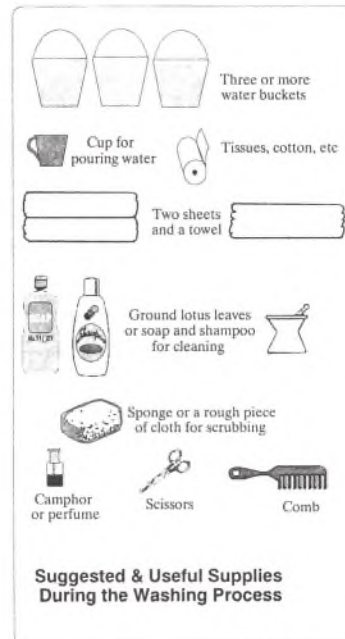 Three or more
water buckets
Cup for
pouring water
Tissues, cotton, etc
Two sheets
and a towel
Ground lotus leaves
or soap and shampoo
for cleaning
Sponge or a rough piece
of cloth for scrubbing
Camphor
or perfume
Scissors
Comb
Suggested & Useful Supplies
During the Washing Process